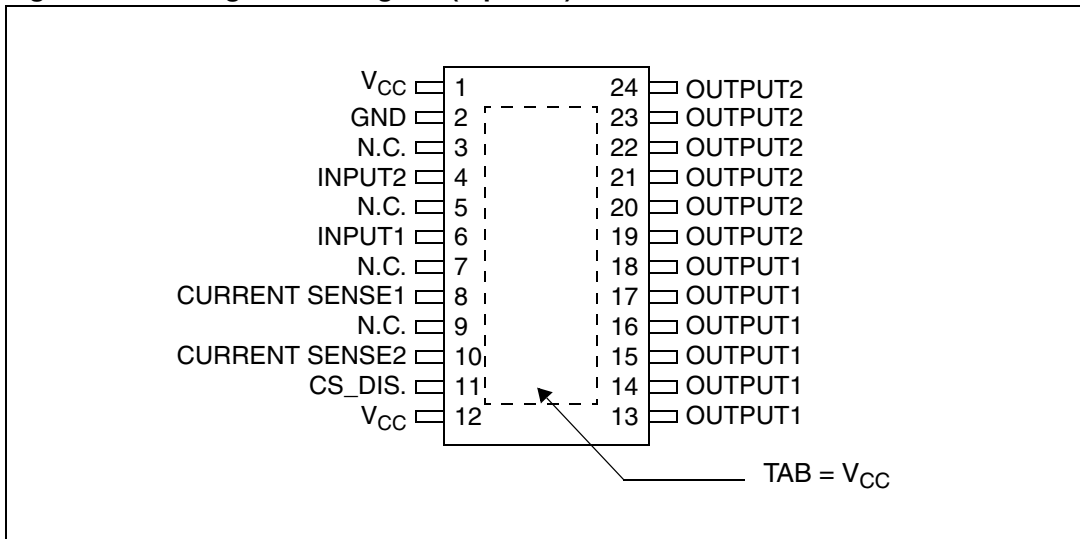 V_CC 1 24 OUTPUT2
GND 2 23 OUTPUT2
N.C. 3 22 OUTPUT2
INPUT2 4 21 OUTPUT2
N.C. 5 20 OUTPUT2
INPUT1 6 19 OUTPUT2
N.C. 7 18 OUTPUT1
CURRENT SENSE1 8 17 OUTPUT1
N.C. 9 16 OUTPUT1
CURRENT SENSE2 10 15 OUTPUT1
CS_DIS. 11 14 OUTPUT1
V_CC 12 13 OUTPUT1
TAB = V_CC